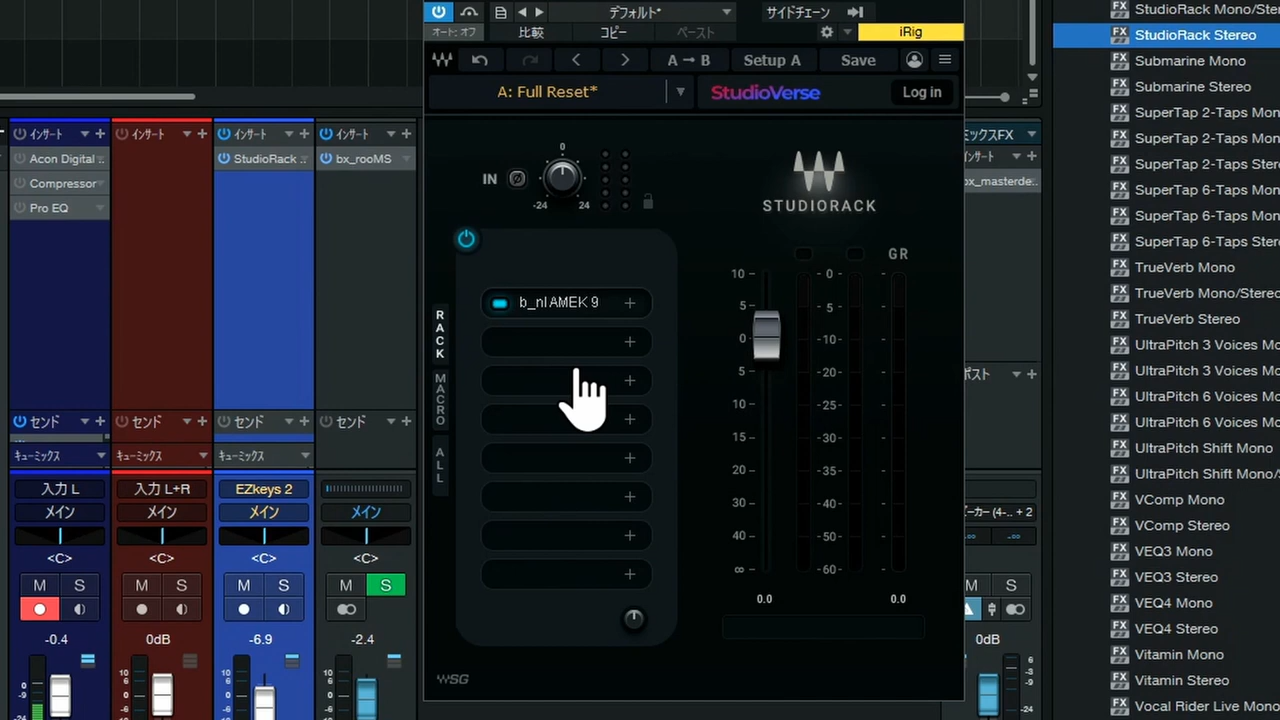 デフォルト*
サイドチェーン
オート: オフ
比較
コピー
ペースト
iRig
A → B
Setup A
Save
A: Full Reset*
StudioVerse
Log in
IN
0
-24
24
STUDIORACK
GR
RACK
MACRO
ALL
b_nl AMEK 9
10
5
0
5
10
15
20
30
40
∞
0
-5
-10
-20
-25
-30
-35
-40
-50
-60
0.0
0.0
WSG
インサート
インサート
インサート
インサート
Acon Digital ..
StudioRack ..
bx_rooMS
Compressor
Pro EQ
センド
センド
センド
センド
キューミックス
キューミックス
キューミックス
入力 L
入力 L+R
EZkeys 2
メイン
メイン
メイン
メイン
<C>
<C>
<C>
<C>
M
S
M
S
M
S
M
S
-0.4
0dB
-6.9
-2.4
ミックスFX
bx_masterde..
ポスト
M
S
0dB
StudioRack Mono/Ste
StudioRack Stereo
Submarine Mono
Submarine Stereo
SuperTap 2-Taps Mon
SuperTap 2-Taps Mon
SuperTap 2-Taps Ste
SuperTap 6-Taps Mon
SuperTap 6-Taps Mon
SuperTap 6-Taps Ster
TrueVerb Mono
TrueVerb Mono/Stereo
TrueVerb Stereo
UltraPitch 3 Voices Mo
UltraPitch 3 Voices Mo
UltraPitch 6 Voices Mo
UltraPitch 6 Voices Mo
UltraPitch Shift Mono
UltraPitch Shift Mono/S
VComp Mono
VComp Stereo
VEQ3 Mono
VEQ3 Stereo
VEQ4 Mono
VEQ4 Stereo
Vitamin Mono
Vitamin Stereo
Vocal Rider Live Mono